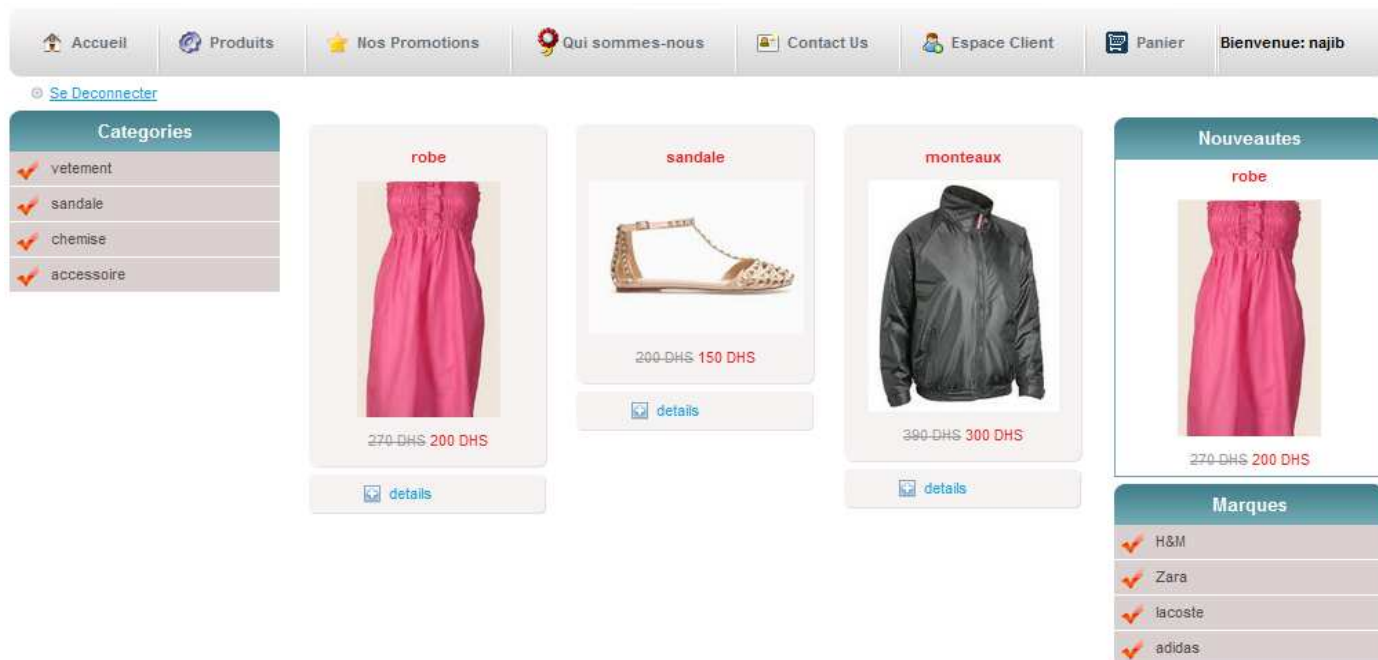 Accueil
Produits
Nos Promotions
Qui sommes-nous
Contact Us
Espace Client
Panier
Bienvenue: najib
Se Deconnecter
Categories
vetement
sandale
chemise
accessoire
robe
270 DHS 200 DHS
details
sandale
200 DHS 150 DHS
details
monteaux
390 DHS 300 DHS
details
Nouveautes
robe
270 DHS 200 DHS
Marques
H&M
Zara
lacoste
adidas